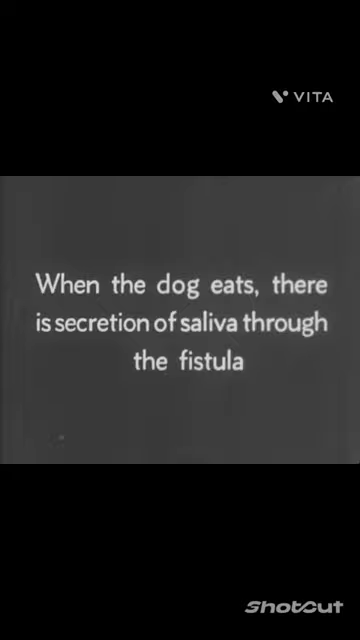 VITA
When the dog eats, there
is secretion of saliva through
the fistula
ShotCut